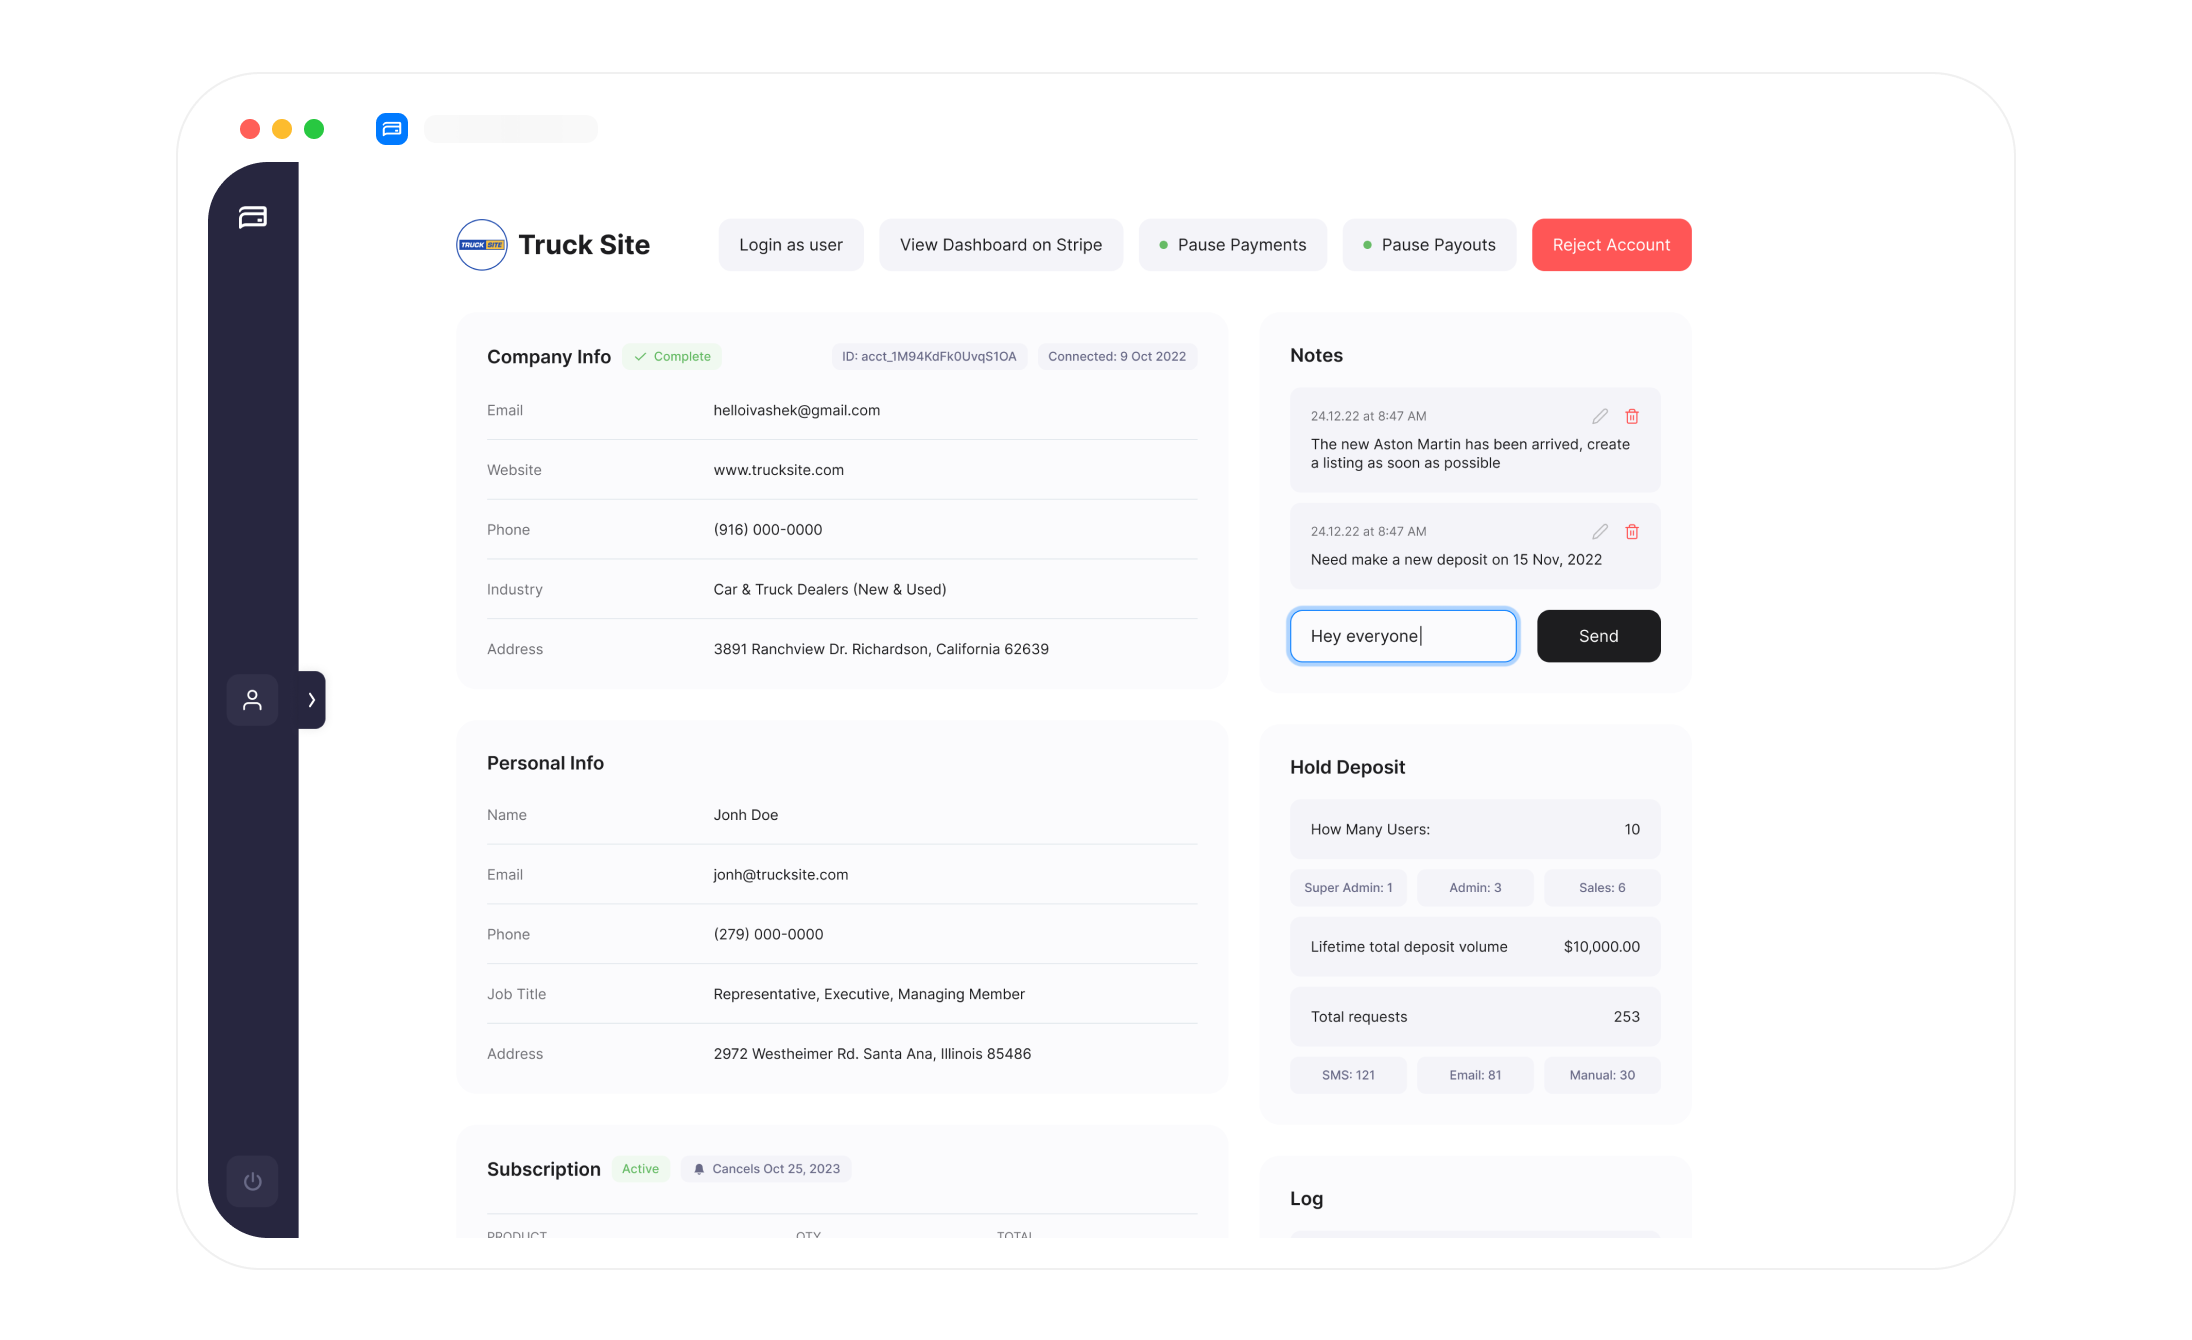 TRUCK SITE
Truck Site
Login as user
View Dashboard on Stripe
Pause Payments
Pause Payouts
Reject Account
Company Info
Complete
ID: acct_1M94KdFk0UvqS1OA
Connected: 9 Oct 2022
Email
helloivashek@gmail.com
Website
www.trucksite.com
Phone
(916) 000-0000
Industry
Car & Truck Dealers (New & Used)
Address
3891 Ranchview Dr. Richardson, California 62639
Personal Info
Name
Jonh Doe
Email
jonh@trucksite.com
Phone
(279) 000-0000
Job Title
Representative, Executive, Managing Member
Address
2972 Westheimer Rd. Santa Ana, Illinois 85486
Subscription
Active
Cancels Oct 25, 2023
PRODUCT
QTY
TOTAL
Notes
24.12.22 at 8:47 AM
The new Aston Martin has been arrived, create
a listing as soon as possible
24.12.22 at 8:47 AM
Need make a new deposit on 15 Nov, 2022
Hey everyone
Send
Hold Deposit
How Many Users:
10
Super Admin: 1
Admin: 3
Sales: 6
Lifetime total deposit volume
$10,000.00
Total requests
253
SMS: 121
Email: 81
Manual: 30
Log